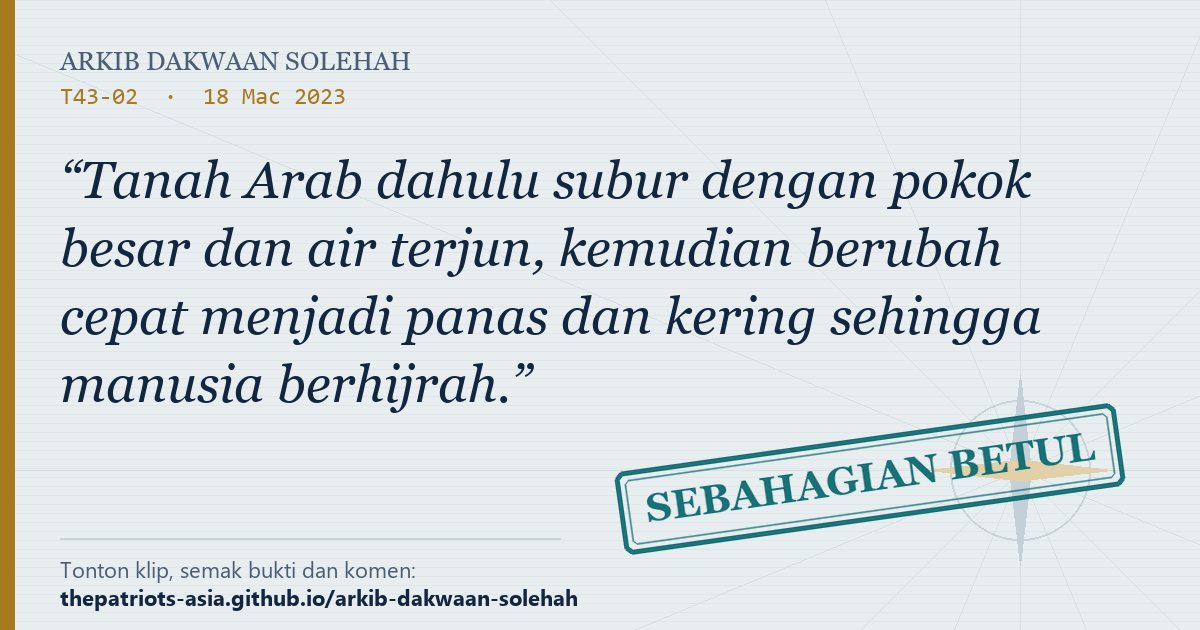 ARKIB DAKWAAN SOLEHAH
T43-02 · 18 Mac 2023
“Tanah Arab dahulu subur dengan pokok
besar dan air terjun, kemudian berubah
cepat menjadi panas dan kering sehingga
manusia berhijrah.”
SEBAHAGIAN BETUL
Tonton klip, semak bukti dan komen:
thepatriots-asia.github.io/arkib-dakwaan-solehah